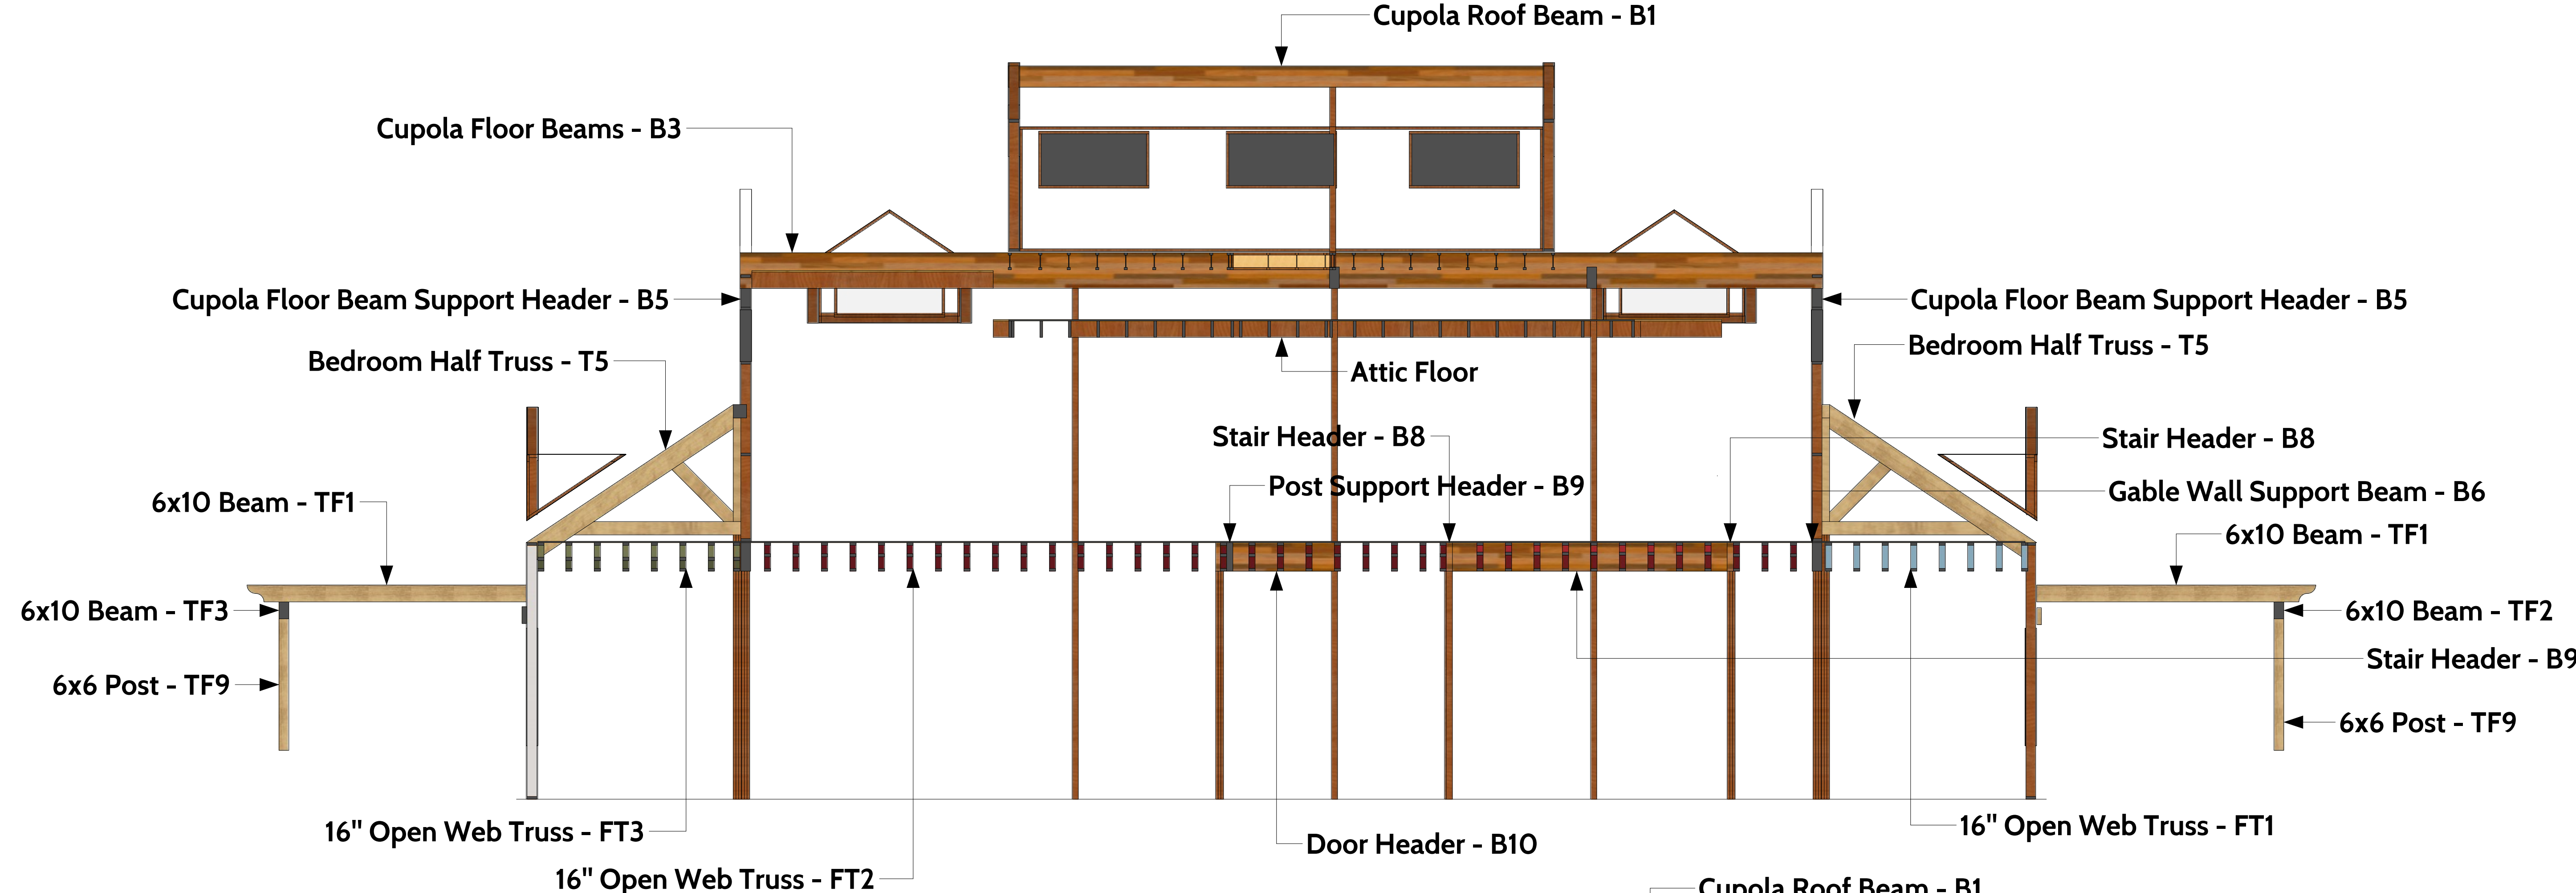 Cupola Roof Beam - B1
Cupola Floor Beams - B3
Cupola Floor Beam Support Header - B5
Cupola Floor Beam Support Header - B5
Bedroom Half Truss - T5
Bedroom Half Truss - T5
Attic Floor
Stair Header - B8
Stair Header - B8
Post Support Header - B9
Gable Wall Support Beam - B6
6x10 Beam - TF1
6x10 Beam - TF1
6x10 Beam - TF3
6x10 Beam - TF2
Stair Header - B9
6x6 Post - TF9
6x6 Post - TF9
16" Open Web Truss - FT3
16" Open Web Truss - FT1
Door Header - B10
16" Open Web Truss - FT2
Cupola Roof Beam - B1